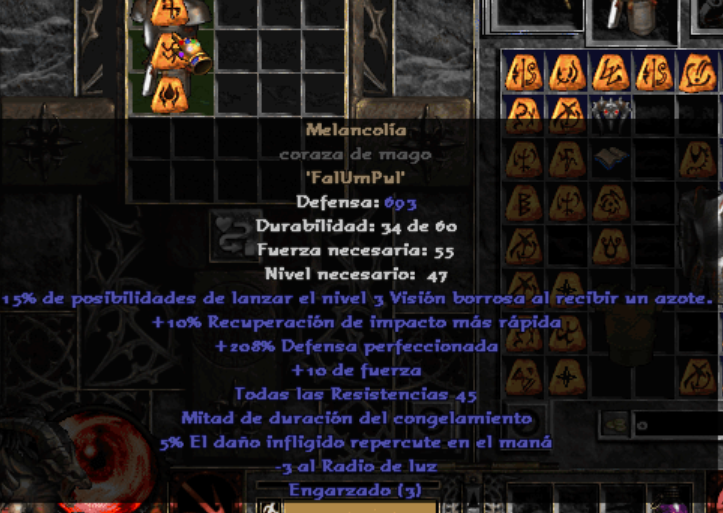 Melancolía
coraza de mago
'FalUmPul'
Defensa: 693
Durabilidad: 34 de 60
Fuerza necesaria: 55
Nivel necesario: 47
15% de posibilidades de lanzar el nivel 3 Visión borrosa al recibir un azote.
+10% Recuperación de impacto más rápida
+208% Defensa perfeccionada
+10 de fuerza
Todas las Resistencias 45
Mitad de duración del congelamiento
5% El daño infligido repercute en el maná
-3 al Radio de luz
Engarzado (3)